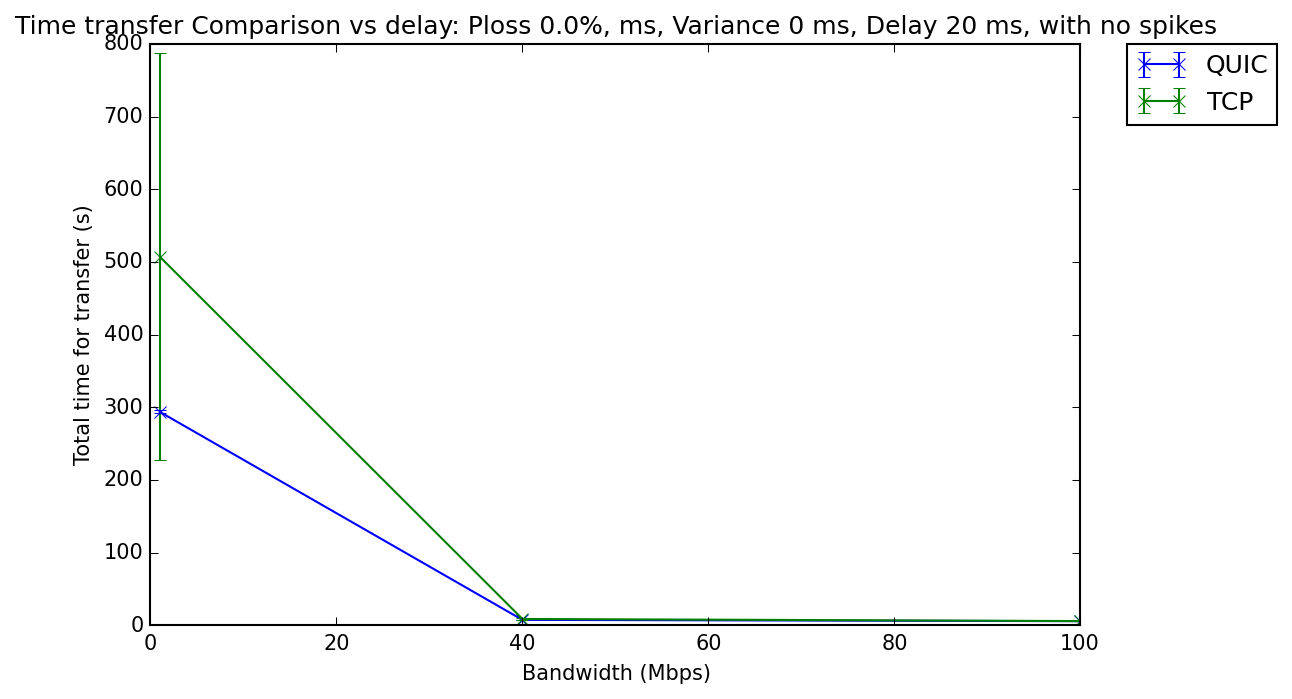 Time transfer Comparison vs delay: Ploss 0.0%, ms, Variance 0 ms, Delay 20 ms, with no spikes
QUIC
TCP
Total time for transfer (s)
800
700
600
500
400
300
200
100
0
0 20 40 60 80 100
Bandwidth (Mbps)